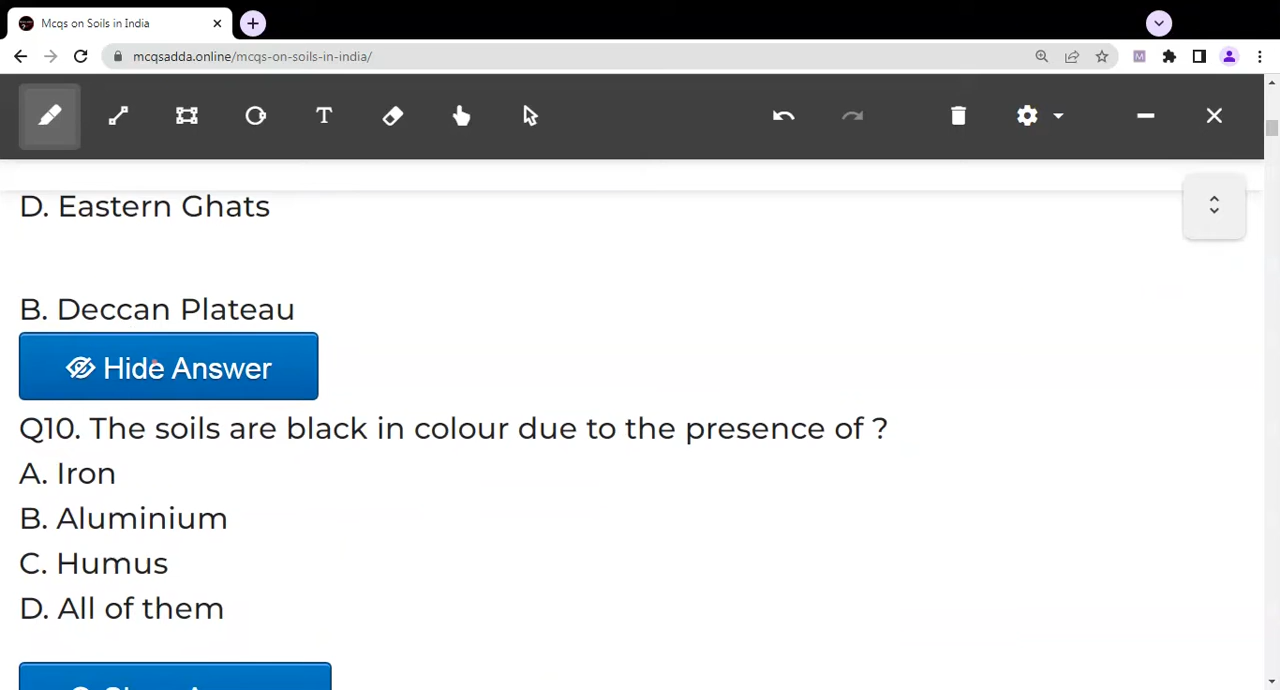 Mcqs on Soils in India
mcqsadda.online/mcqs-on-soils-in-india/
M
T
D. Eastern Ghats
B. Deccan Plateau
Hide Answer
Q10. The soils are black in colour due to the presence of ?
A. Iron
B. Aluminium
C. Humus
D. All of them